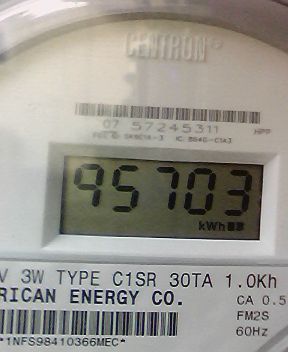 CENTRON
07 57245311 HPP
95703
kWh
V 3W TYPE C1SR 30TA 1.0Kh
RICAN ENERGY CO. CA 0.5
FM2S
60Hz
*1NFS98410366MEC*